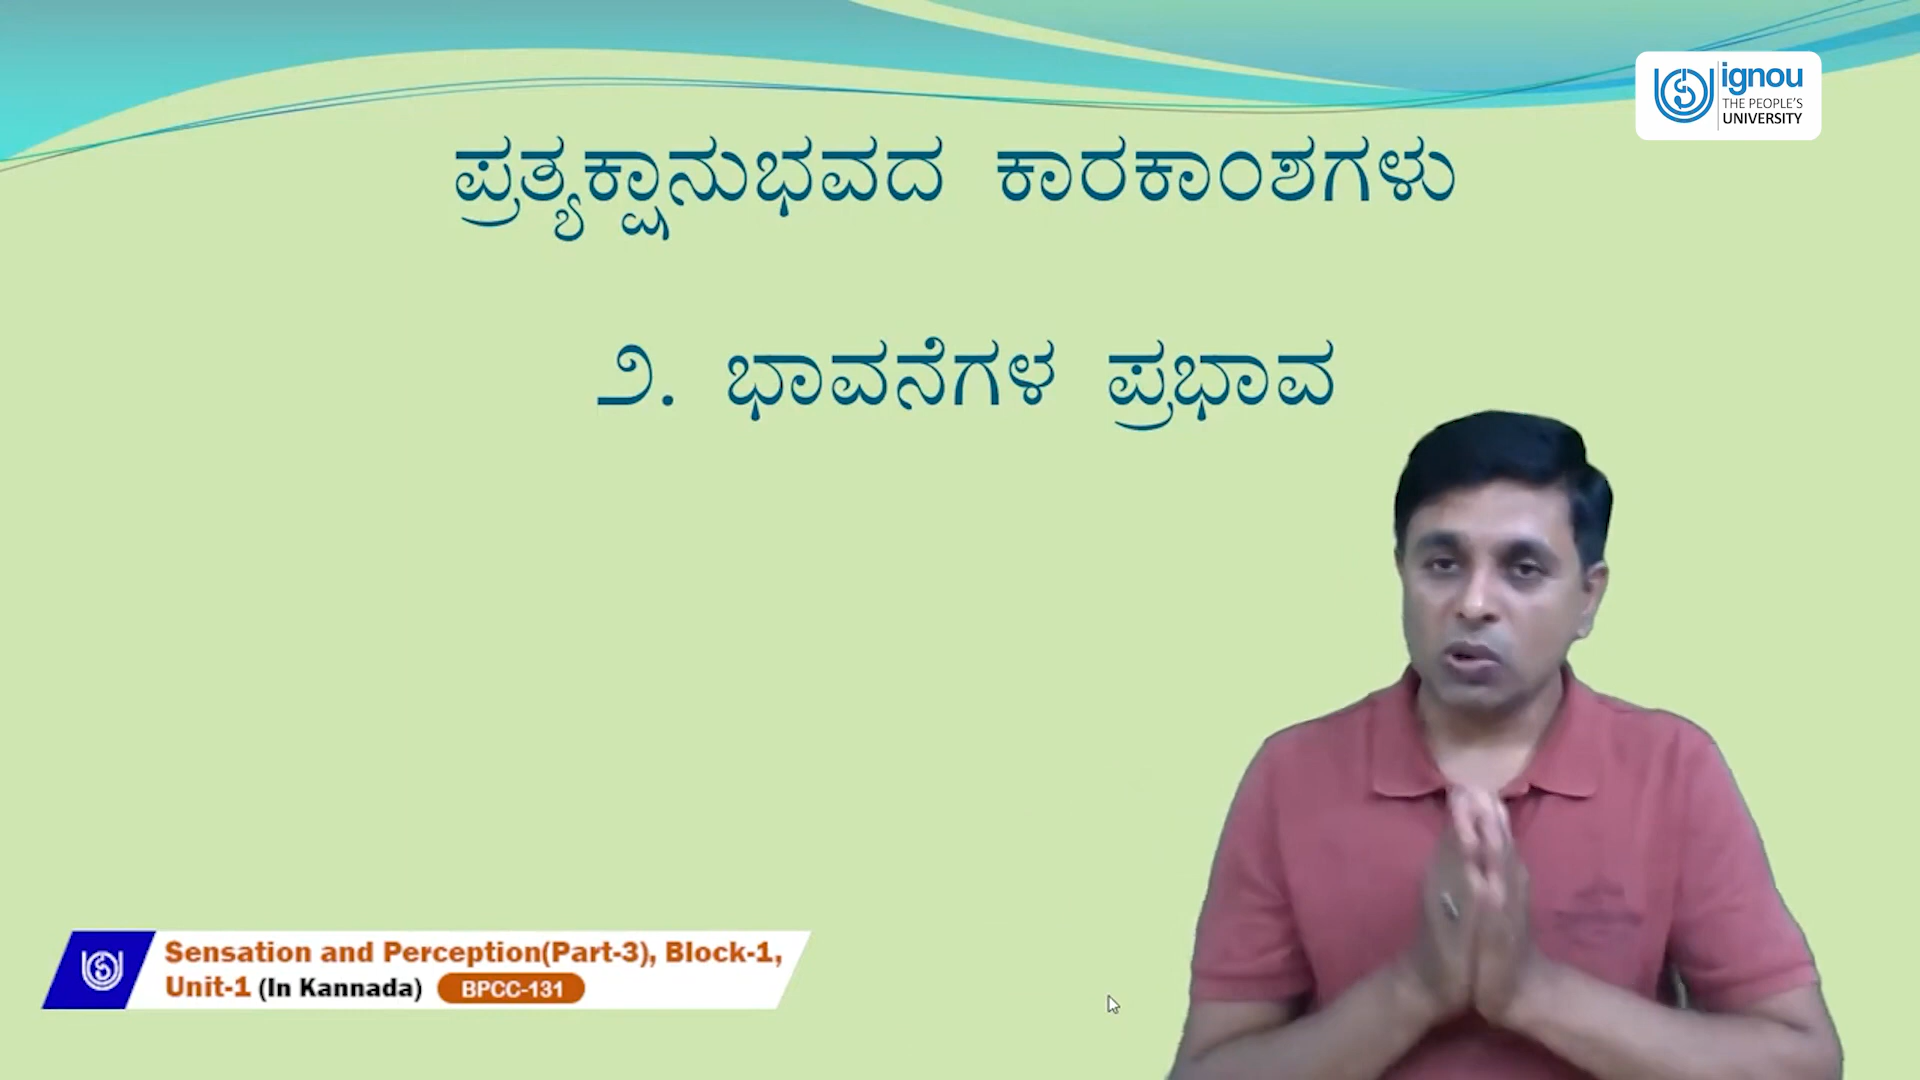 ignou
THE PEOPLE'S
UNIVERSITY
ಪ್ರತ್ಯಕ್ಷಾನುಭವದ ಕಾರಕಾಂಶಗಳು
೨. ಭಾವನೆಗಳ ಪ್ರಭಾವ
Sensation and Perception(Part-3), Block-1,
Unit-1 (In Kannada) BPCC-131